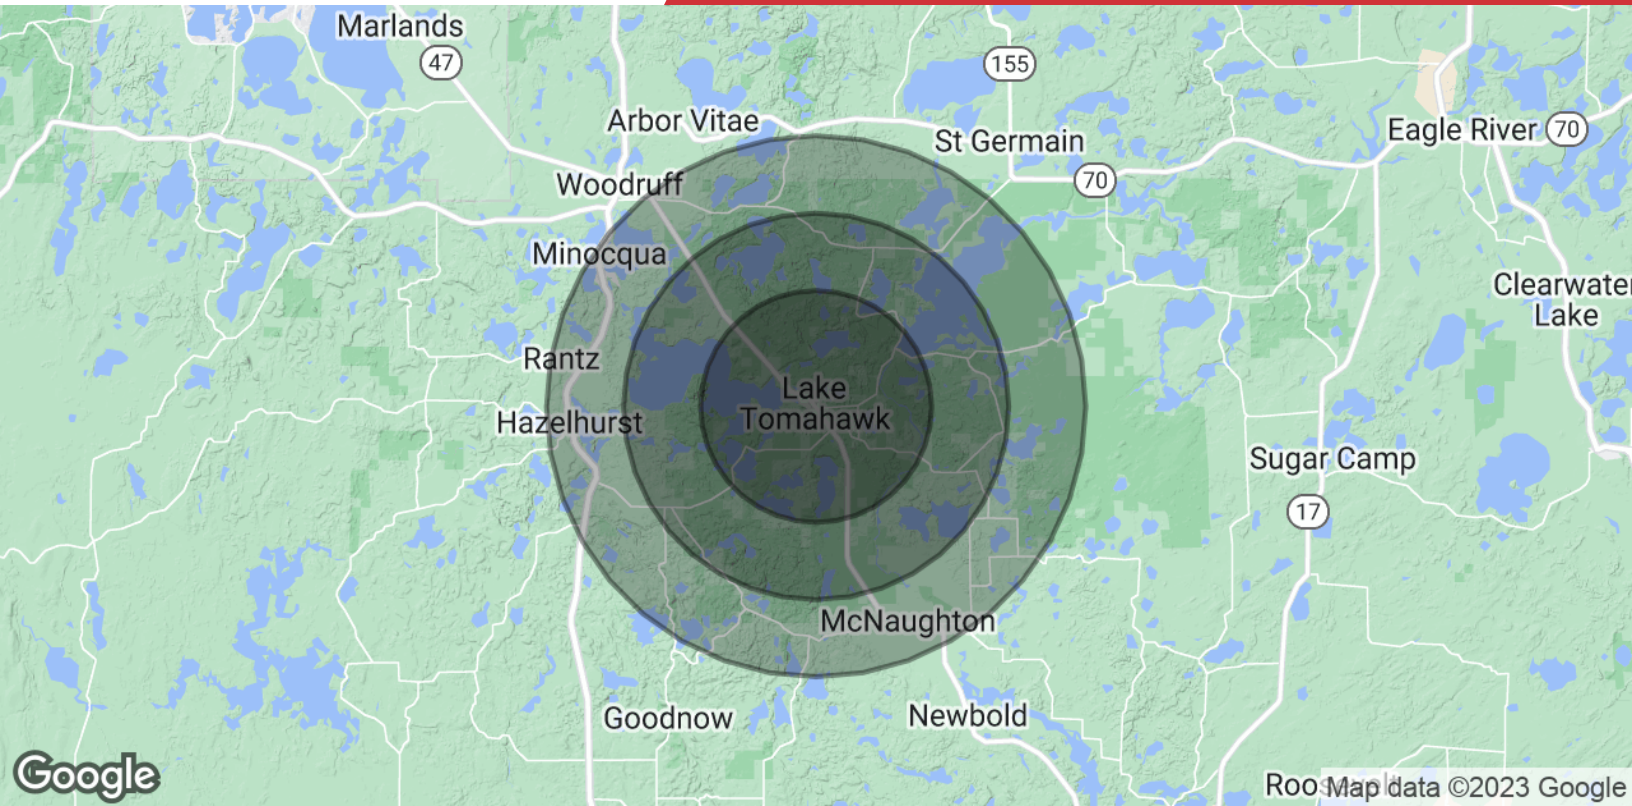 Marlands
47
155
Arbor Vitae
St Germain
Eagle River
70
70
Woodruff
Minocqua
Clearwater
Lake
Rantz
Lake
Tomahawk
Hazelhurst
Sugar Camp
17
McNaughton
Goodnow
Newbold
Google
Roosevelt
Map data ©2023 Google